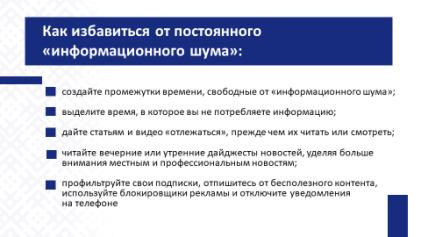 Как избавиться от постоянного
«информационного шума»:
создайте промежутки времени, свободные от «информационного шума»;
выделите время, в которое вы не потребляете информацию;
дайте статьям и видео «отлежаться», прежде чем их читать или смотреть;
читайте вечерние или утренние дайджесты новостей, уделяя больше
внимания местным и профессиональным новостям;
профильтруйте свои подписки, отпишитесь от бесполезного контента,
используйте блокировщики рекламы и отключите уведомления
на телефоне